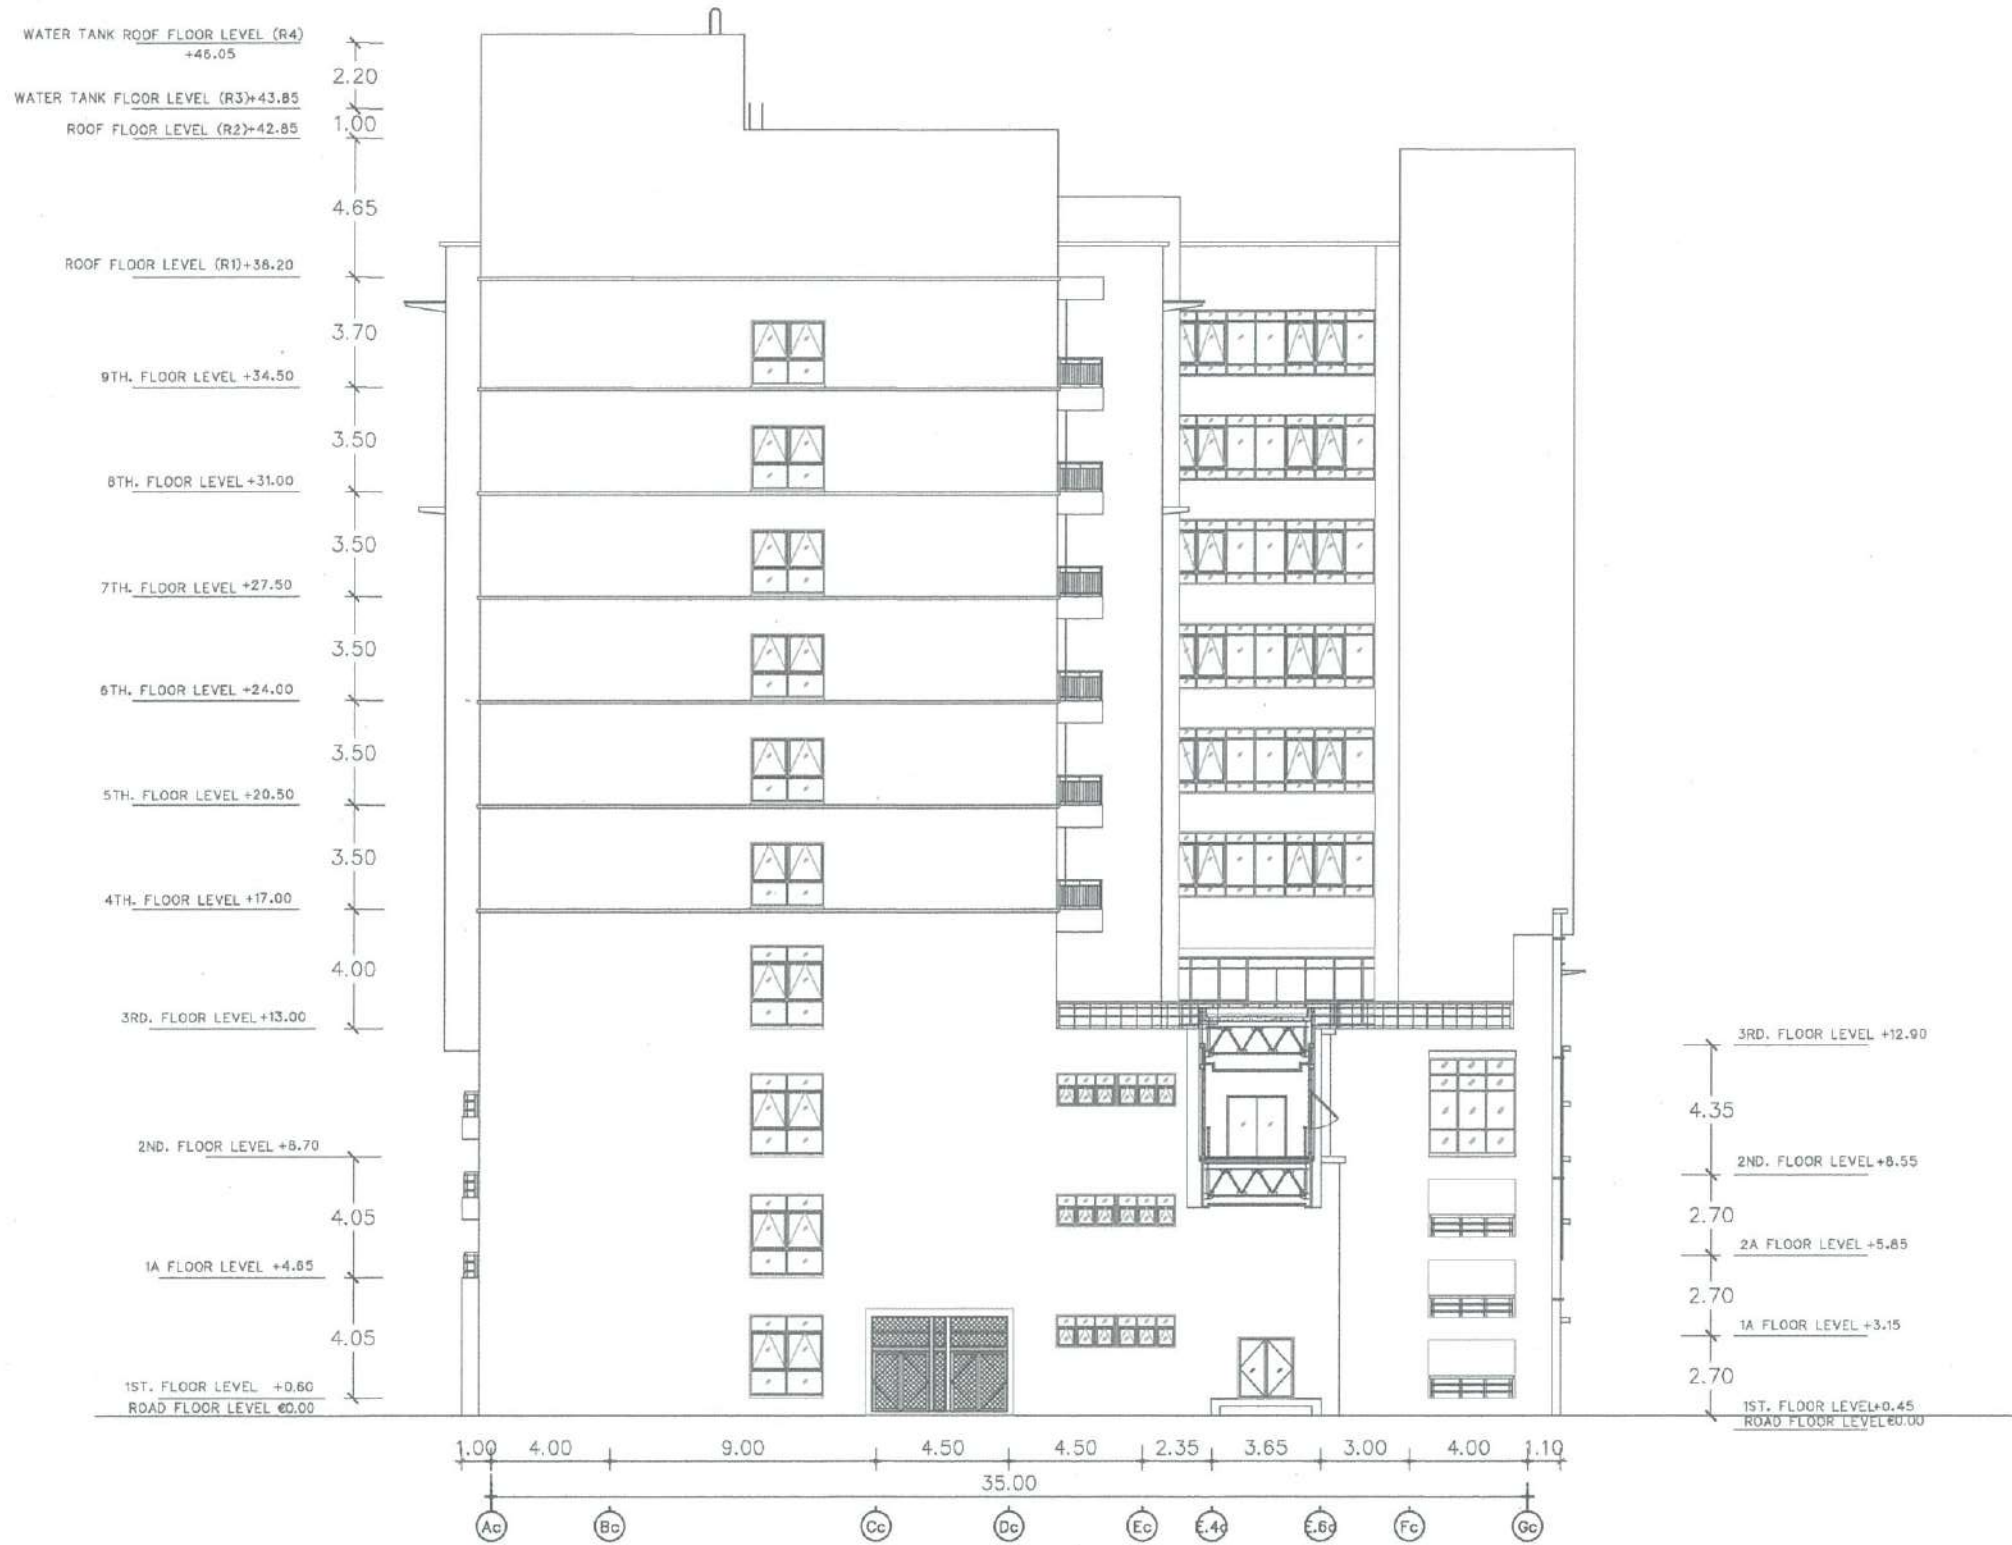 WATER TANK ROOF FLOOR LEVEL (R4)
+46.05
2.20
WATER TANK FLOOR LEVEL (R3)+43.85
1.00
ROOF FLOOR LEVEL (R2)+42.85
4.65
ROOF FLOOR LEVEL (R1)+38.20
3.70
9TH. FLOOR LEVEL +34.50
3.50
8TH. FLOOR LEVEL +31.00
3.50
7TH. FLOOR LEVEL +27.50
3.50
6TH. FLOOR LEVEL +24.00
3.50
5TH. FLOOR LEVEL +20.50
3.50
4TH. FLOOR LEVEL +17.00
4.00
3RD. FLOOR LEVEL +13.00
2ND. FLOOR LEVEL +8.70
4.05
1A FLOOR LEVEL +4.65
4.05
1ST. FLOOR LEVEL +0.60
ROAD FLOOR LEVEL €0.00
3RD. FLOOR LEVEL +12.90
4.35
2ND. FLOOR LEVEL +8.55
2.70
2A FLOOR LEVEL +5.85
2.70
1A FLOOR LEVEL +3.15
2.70
1ST. FLOOR LEVEL+0.45
ROAD FLOOR LEVEL€0.00
1.00 4.00 9.00 4.50 4.50 2.35 3.65 3.00 4.00 1.10
35.00
Ac Bc Cc Dc Ec E.4c E.6c Fc Gc